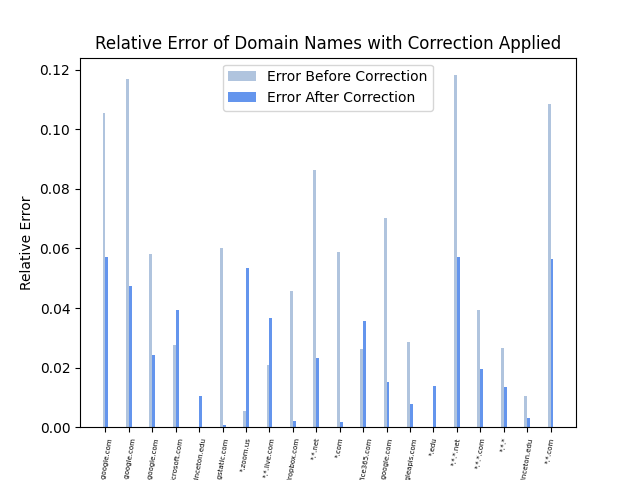 Relative Error of Domain Names with Correction Applied
Error Before Correction
Error After Correction
Relative Error
0.12
0.10
0.08
0.06
0.04
0.02
0.00
google.com
google.com
google.com
crosoft.com
inceton.edu
gstatic.com
*.zoom.us
*.*.live.com
ropbox.com
*.*.net
*.com
ice365.com
google.com
gleapis.com
*.edu
*.*.*.net
*.*.*.com
*.*.*
inceton.edu
*.*.com